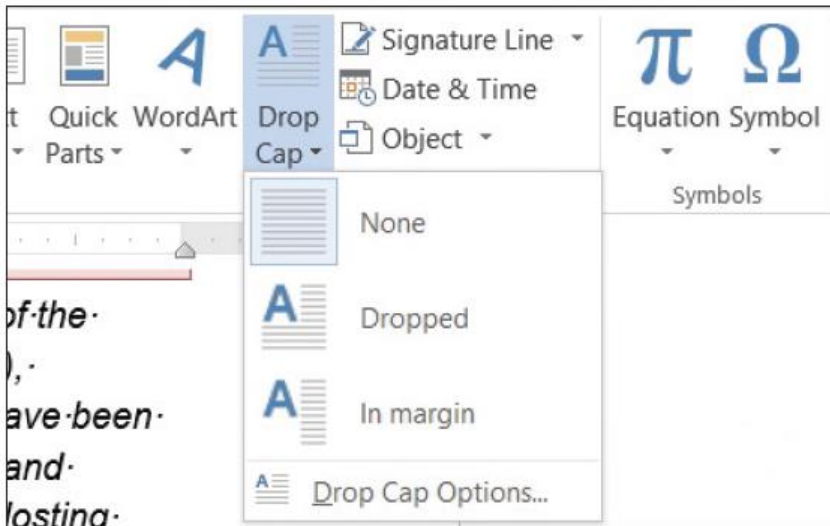 Signature Line
Date & Time
Object
Quick Parts
WordArt
Drop Cap
Equation
Symbol
Symbols
None
Dropped
In margin
Drop Cap Options...
of·the·
),·
ave·been·
and·
losting·